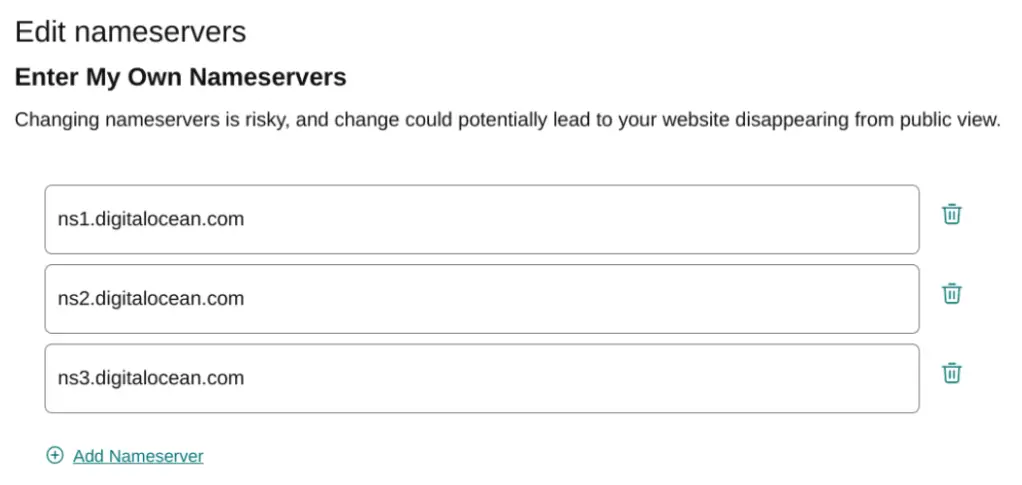 Edit nameservers
Enter My Own Nameservers
Changing nameservers is risky, and change could potentially lead to your website disappearing from public view.
ns1.digitalocean.com
ns2.digitalocean.com
ns3.digitalocean.com
Add Nameserver